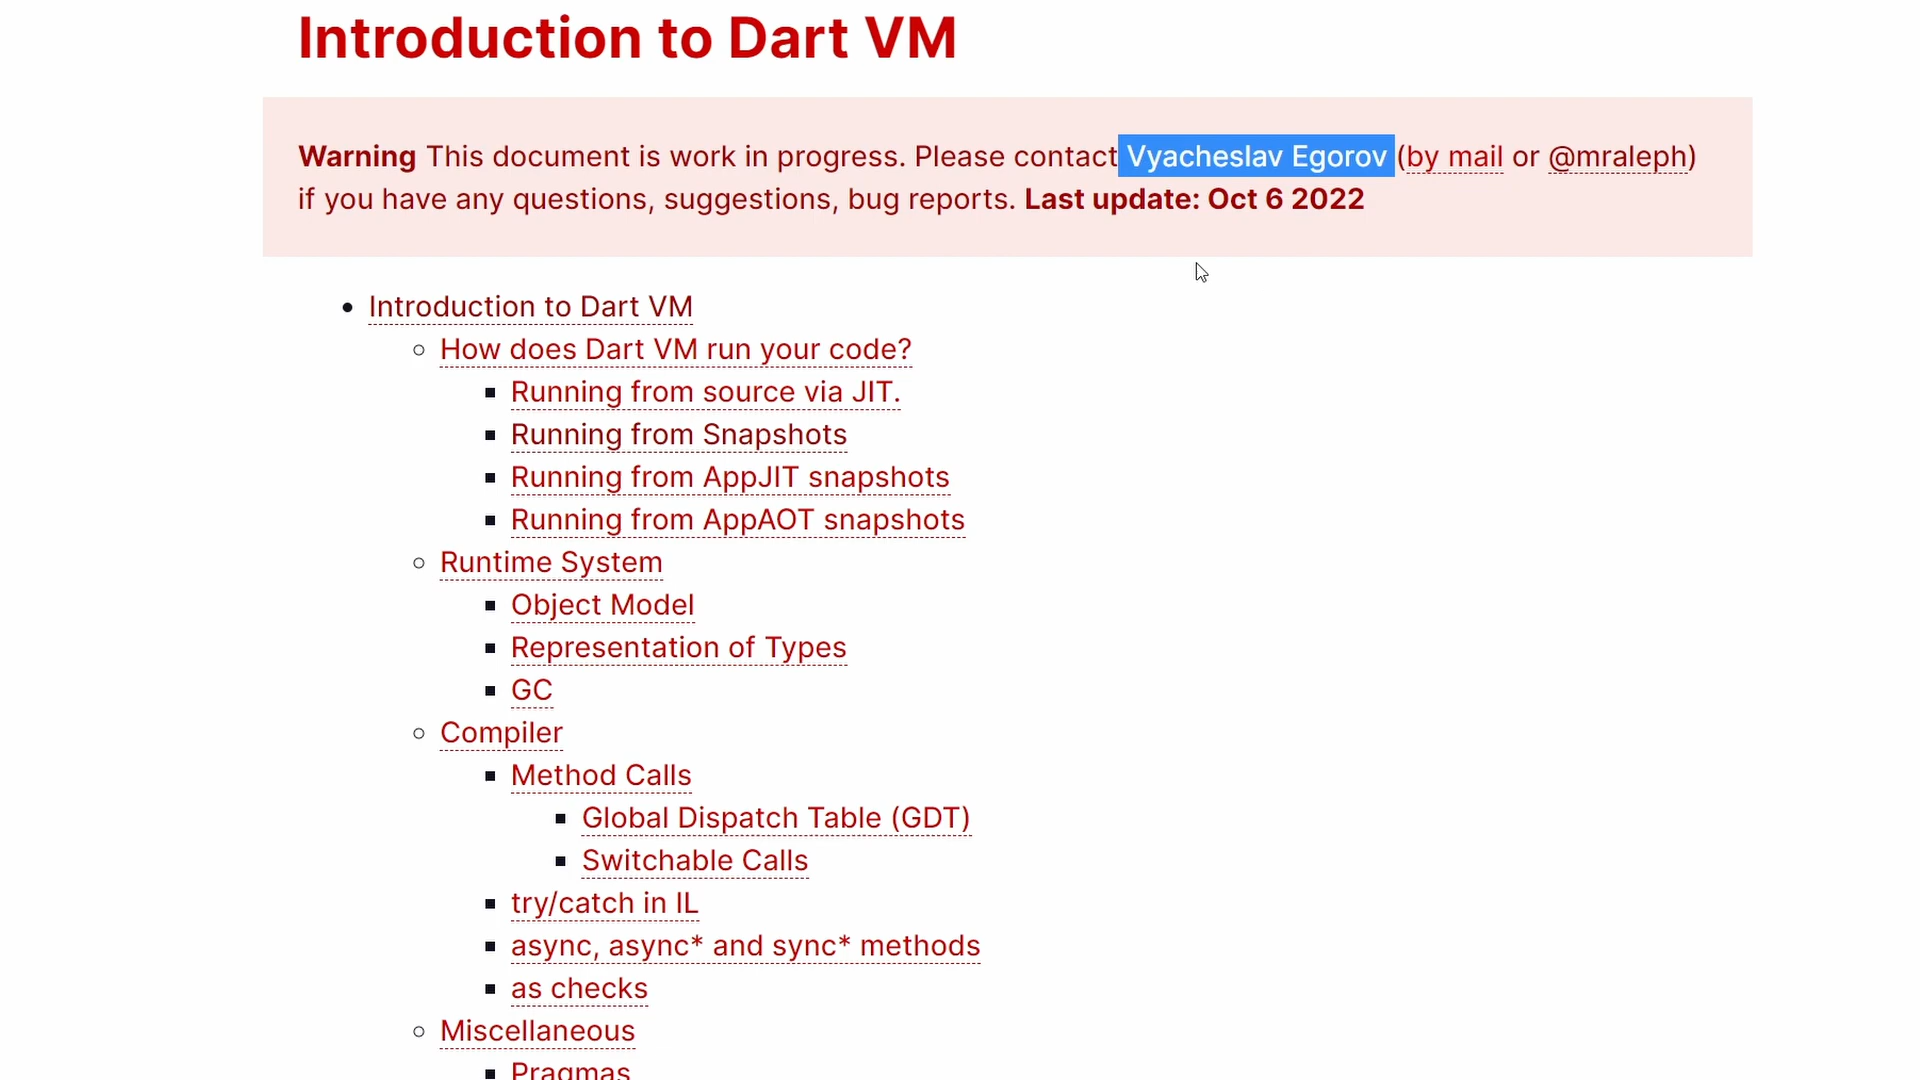 Introduction to Dart VM
Warning This document is work in progress. Please contact Vyacheslav Egorov (by mail or @mraleph)
if you have any questions, suggestions, bug reports. Last update: Oct 6 2022
Introduction to Dart VM
How does Dart VM run your code?
Running from source via JIT.
Running from Snapshots
Running from AppJIT snapshots
Running from AppAOT snapshots
Runtime System
Object Model
Representation of Types
GC
Compiler
Method Calls
Global Dispatch Table (GDT)
Switchable Calls
try/catch in IL
async, async* and sync* methods
as checks
Miscellaneous
Pragmas